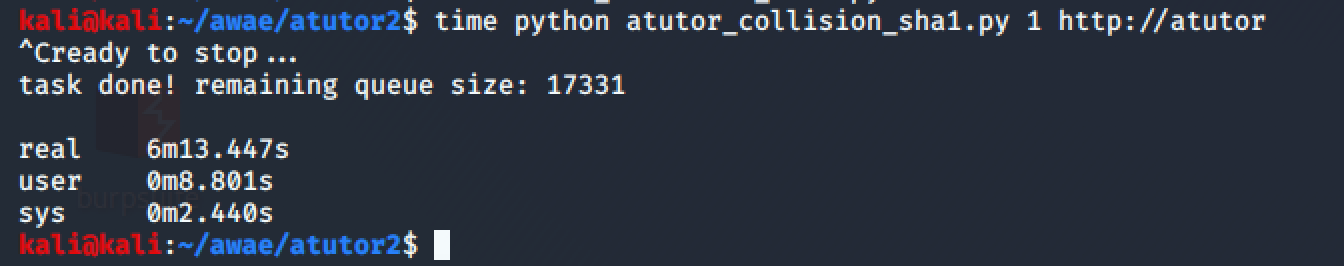 kali@kali:~/awae/atutor2$ time python atutor_collision_sha1.py 1 http://atutor
^Cready to stop...
task done! remaining queue size: 17331
real 6m13.447s
user 0m8.801s
sys 0m2.440s
kali@kali:~/awae/atutor2$